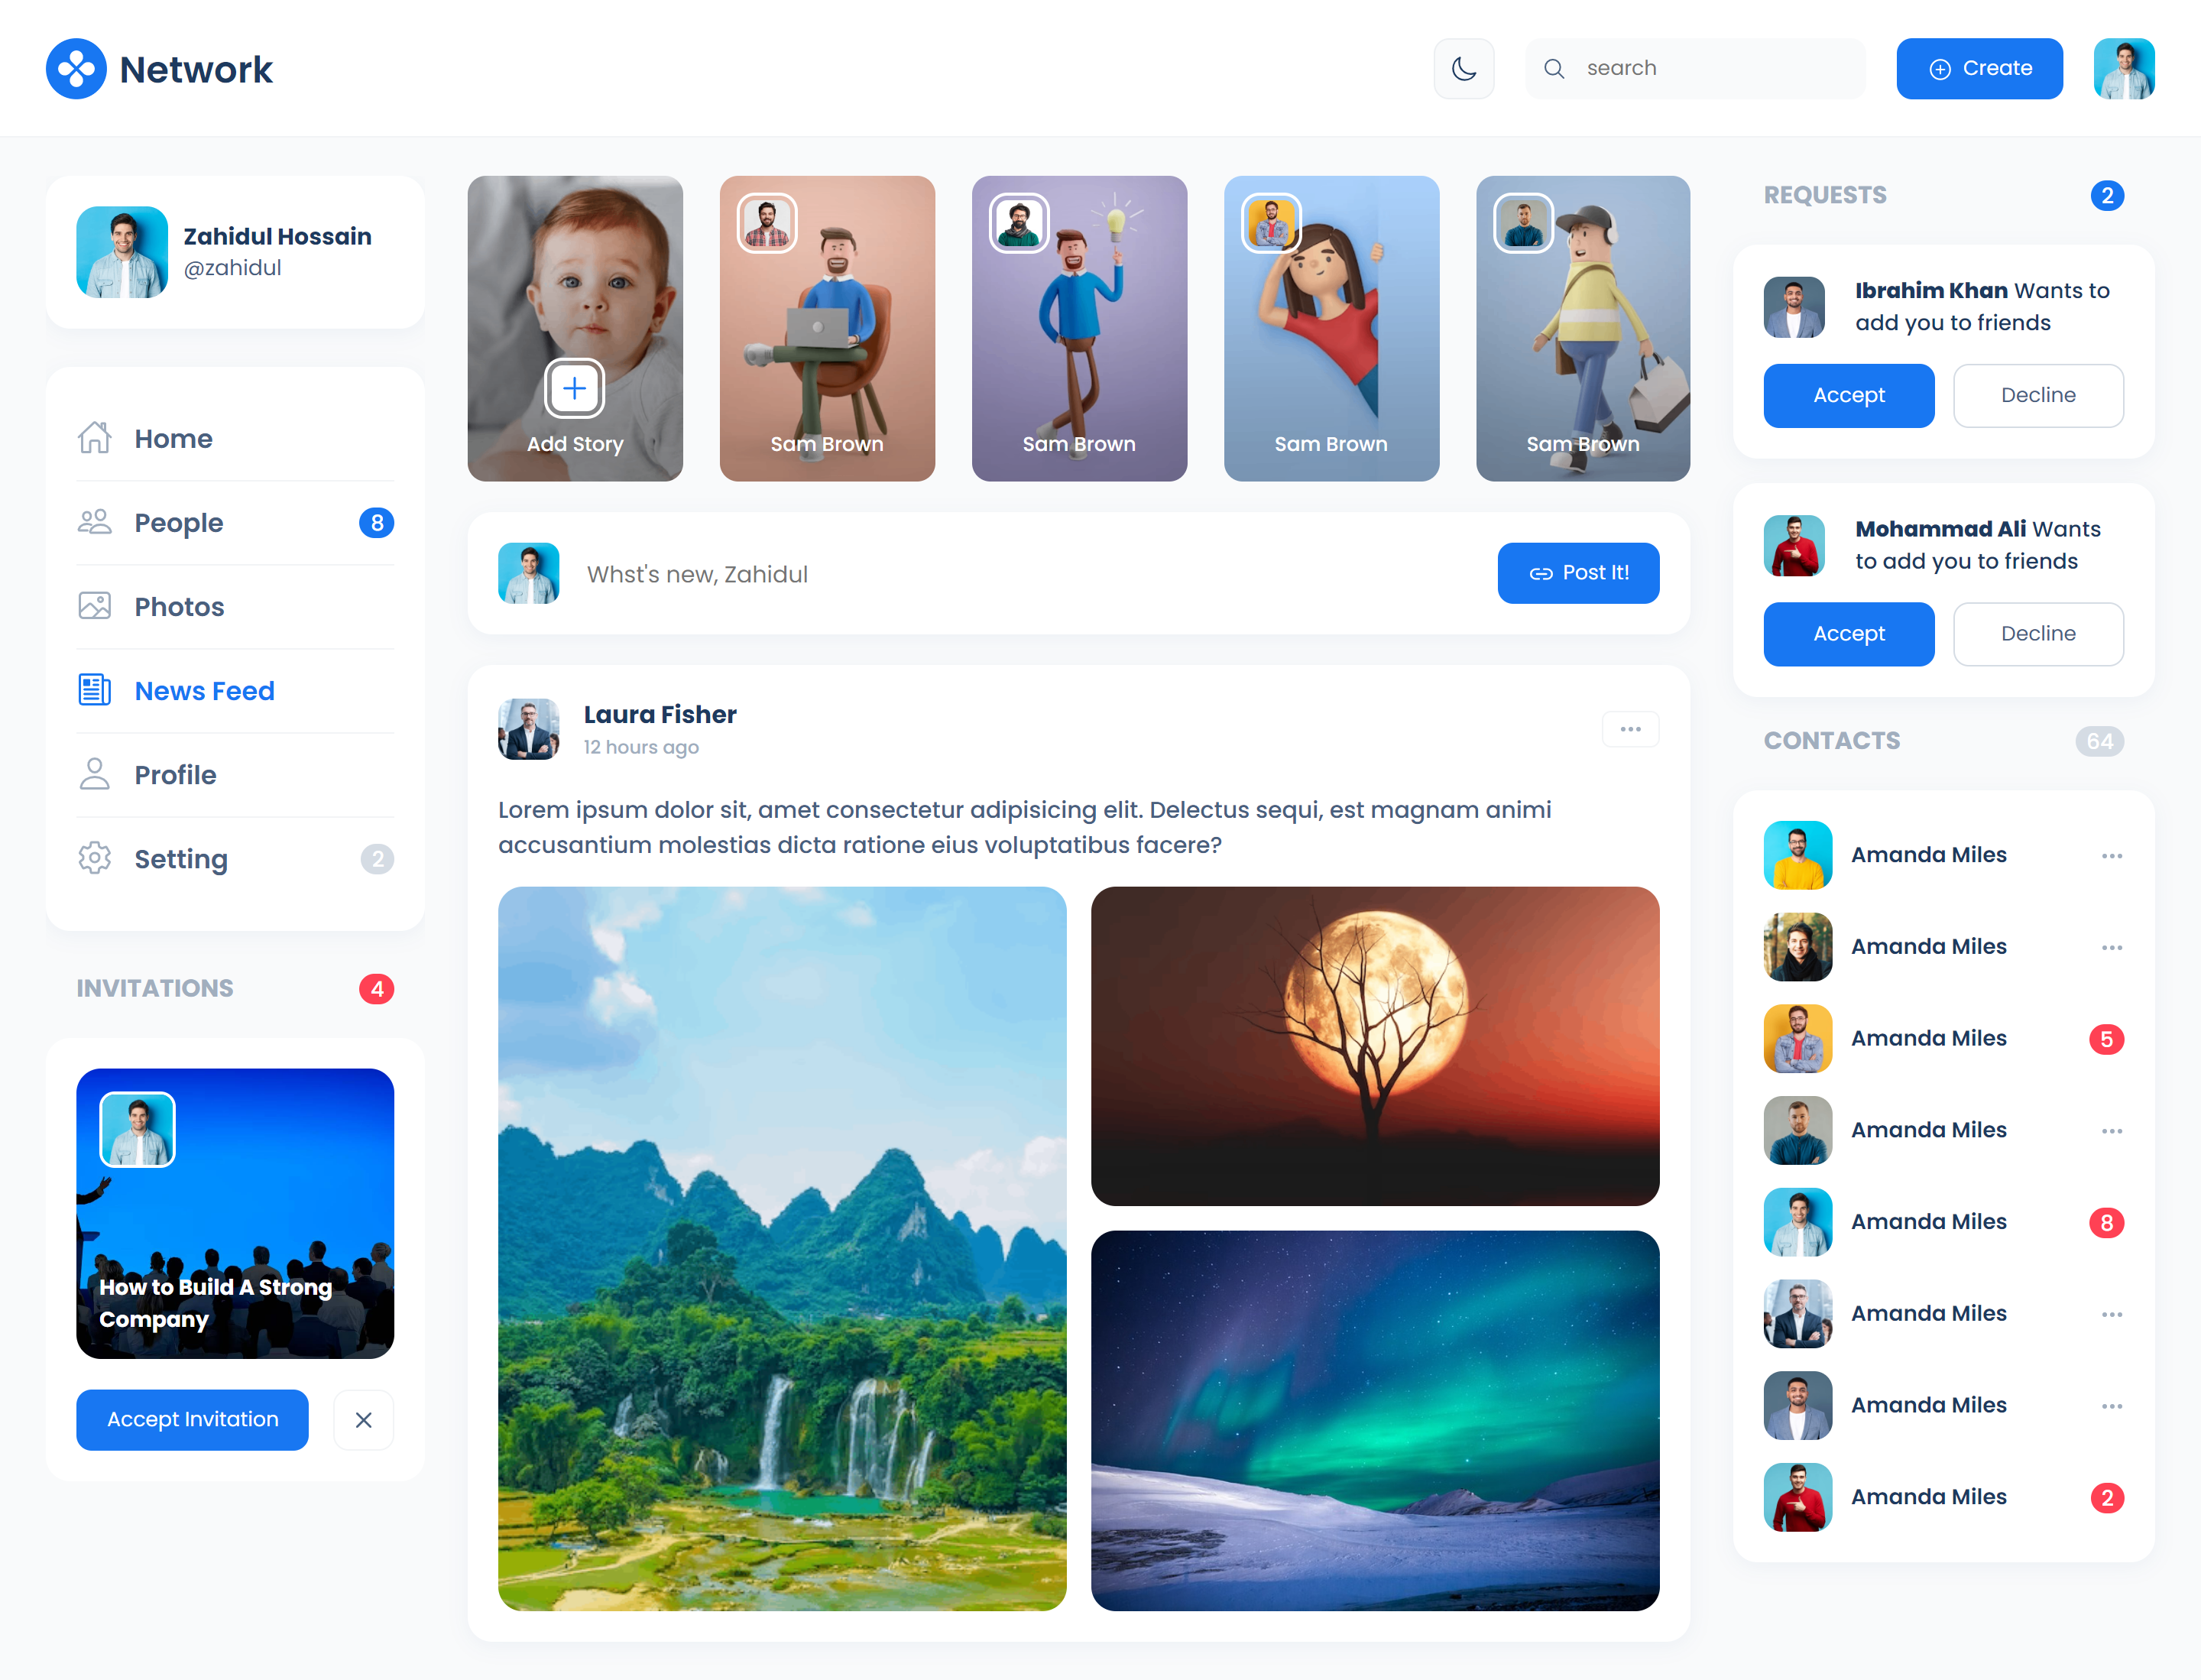 Network
search
Create
Zahidul Hossain
@zahidul
Home
People
8
Photos
News Feed
Profile
Setting
2
INVITATIONS
4
How to Build A Strong
Company
Accept Invitation
Add Story
Sam Brown
Sam Brown
Sam Brown
Sam Brown
Whst's new, Zahidul
Post It!
Laura Fisher
12 hours ago
Lorem ipsum dolor sit, amet consectetur adipisicing elit. Delectus sequi, est magnam animi
accusantium molestias dicta ratione eius voluptatibus facere?
REQUESTS
2
Ibrahim Khan Wants to
add you to friends
Accept
Decline
Mohammad Ali Wants
to add you to friends
Accept
Decline
CONTACTS
64
Amanda Miles
Amanda Miles
Amanda Miles
5
Amanda Miles
Amanda Miles
8
Amanda Miles
Amanda Miles
Amanda Miles
2